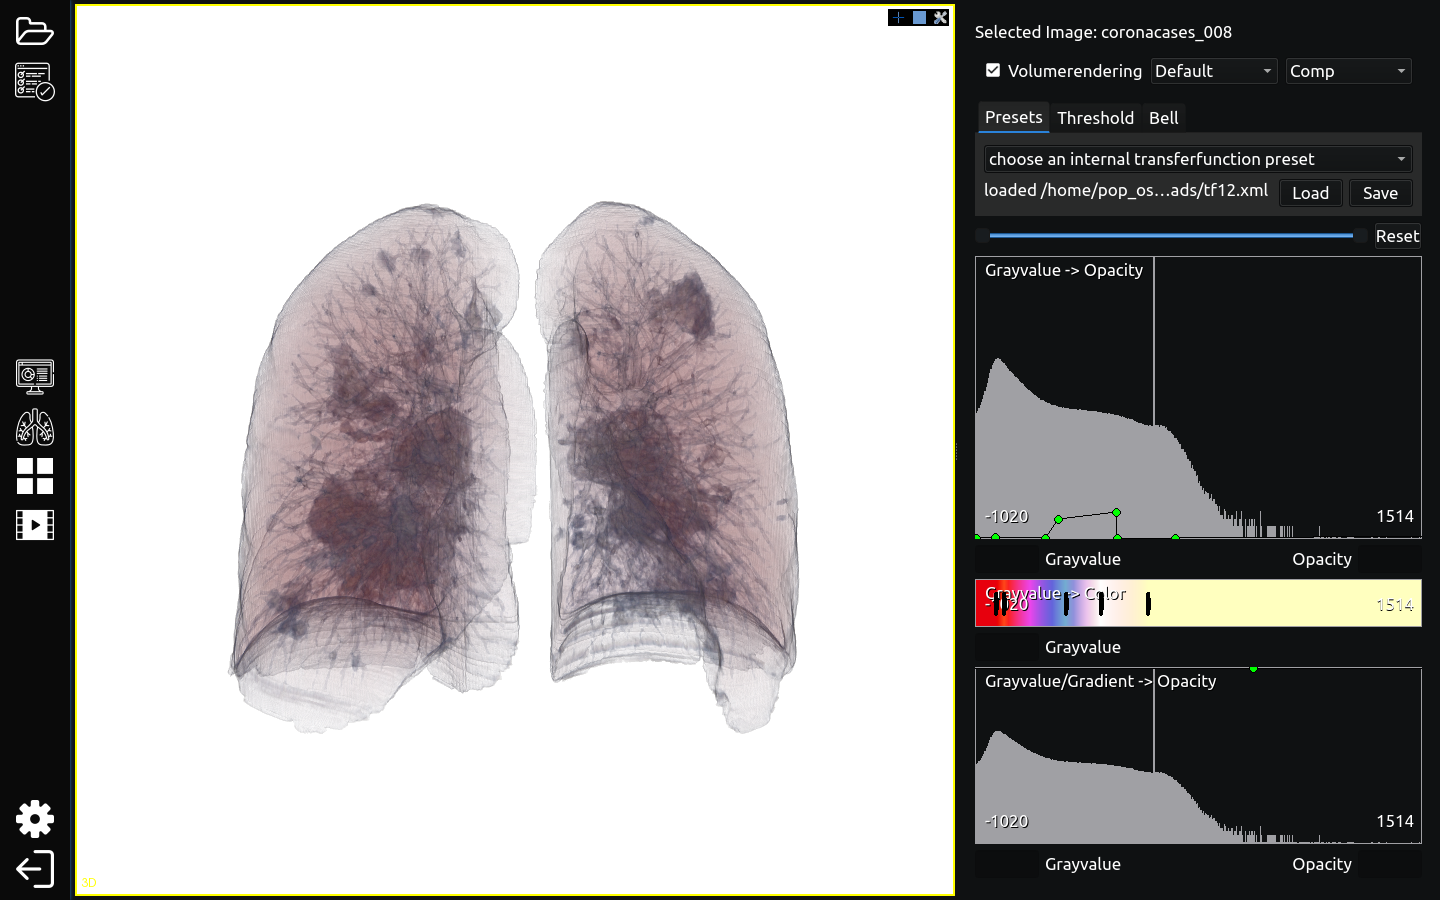 Selected Image: coronacases_008
Volumerendering
Default
Comp
Presets
Threshold
Bell
choose an internal transferfunction preset
loaded /home/pop_os...ads/tf12.xml
Load
Save
Reset
Grayvalue -> Opacity
-1020
1514
Grayvalue
Opacity
Grayvalue -> Color
-1020
1514
Grayvalue
Grayvalue/Gradient -> Opacity
-1020
1514
Grayvalue
Opacity
3D